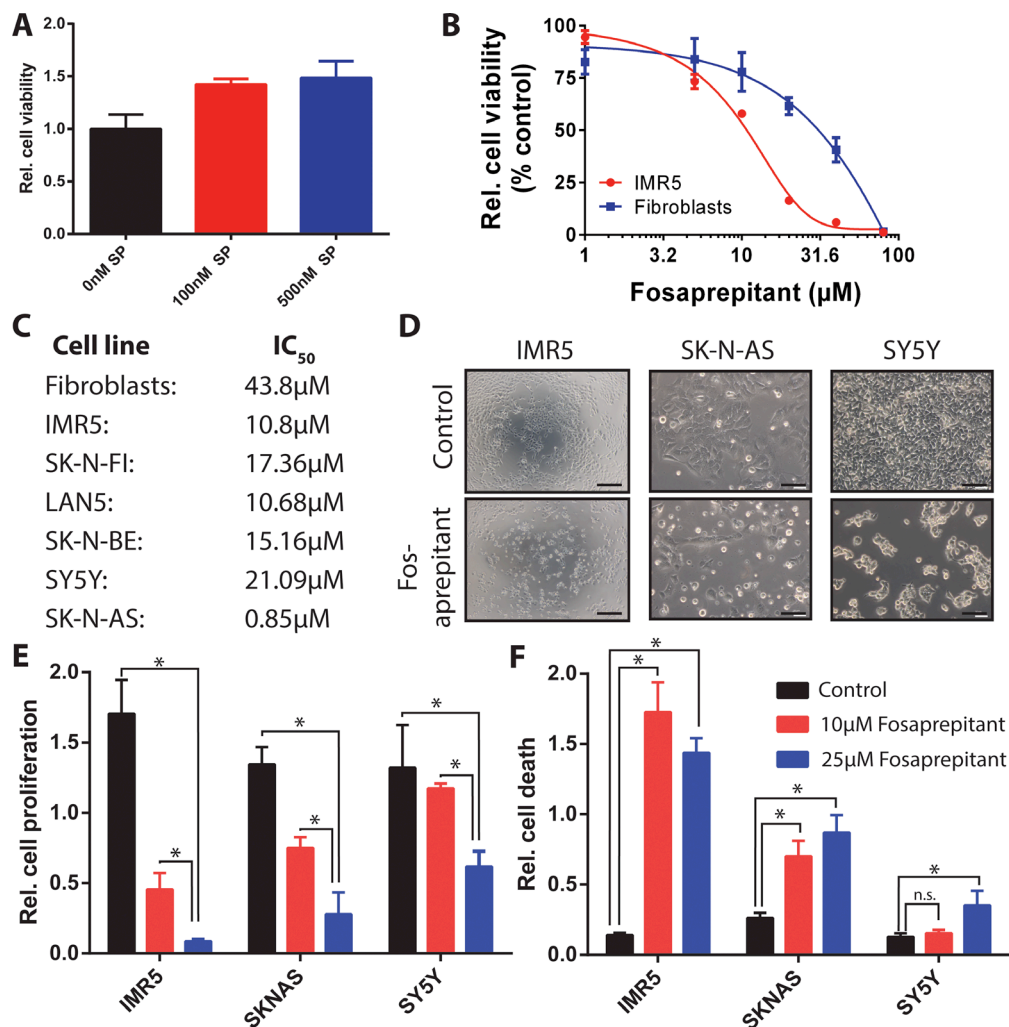 A
Rel. cell viability
2.0
1.5
1.0
0.5
0.0
0nM SP
100nM SP
500nM SP
B
Rel. cell viability
(% control)
100
75
50
25
0
IMR5
Fibroblasts
1
3.2
10
31.6
100
Fosaprepitant (µM)
C
Cell line IC50
Fibroblasts: 43.8µM
IMR5: 10.8µM
SK-N-FI: 17.36µM
LAN5: 10.68µM
SK-N-BE: 15.16µM
SY5Y: 21.09µM
SK-N-AS: 0.85µM
D
IMR5 SK-N-AS SY5Y
Control
Fos-
aprepitant
E
Rel. cell proliferation
2.0
1.5
1.0
0.5
0.0
*
*
*
*
*
*
IMR5
SKNAS
SY5Y
F
Rel. cell death
2.0
1.5
1.0
0.5
0.0
*
*
*
*
*
n.s.
Control
10µM Fosaprepitant
25µM Fosaprepitant
IMR5
SKNAS
SY5Y